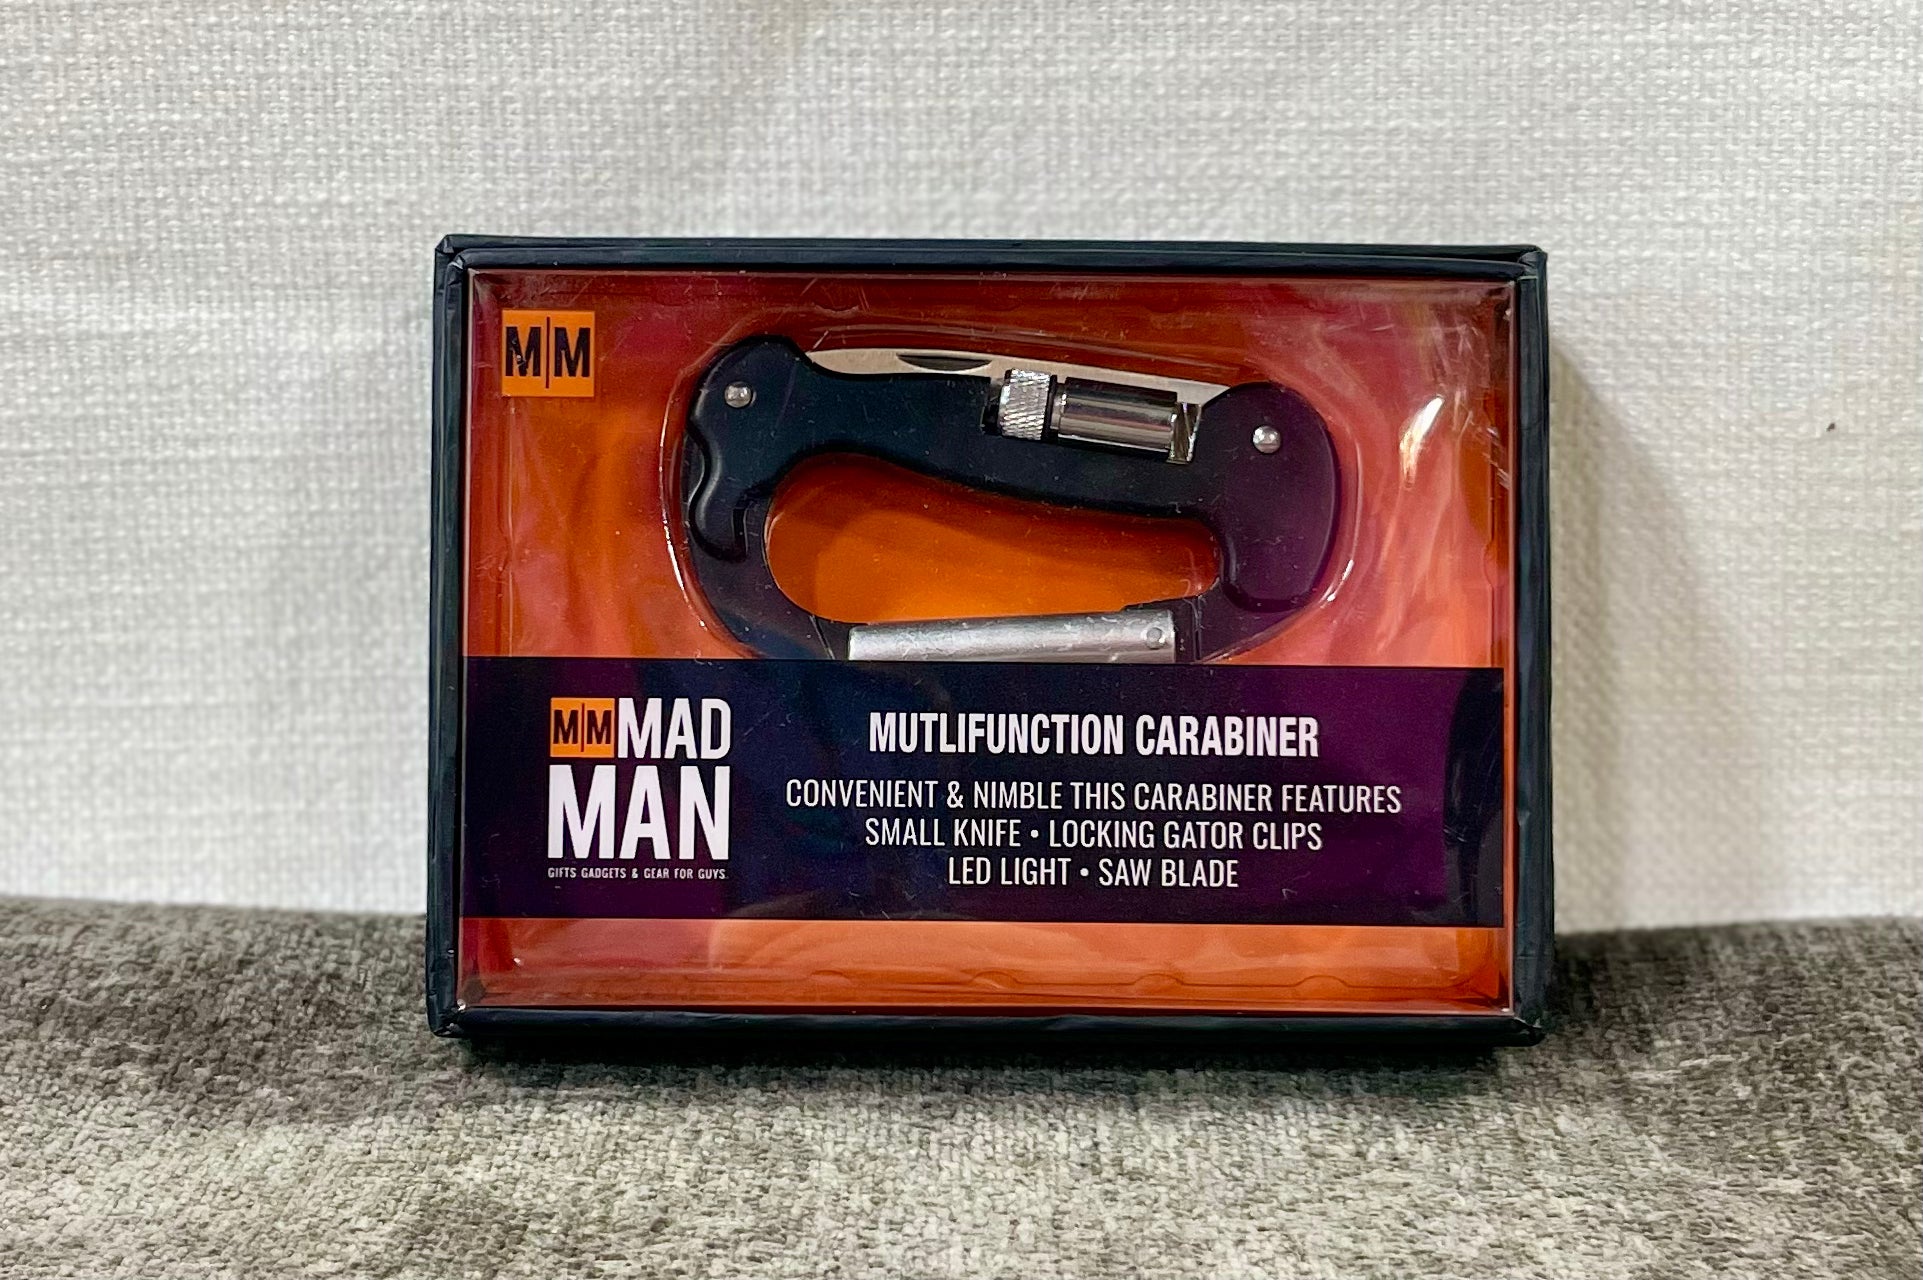 M|M
M|M MAD
MAN
GIFTS GADGETS & GEAR FOR GUYS.
MUTLIFUNCTION CARABINER
CONVENIENT & NIMBLE THIS CARABINER FEATURES
SMALL KNIFE • LOCKING GATOR CLIPS
LED LIGHT • SAW BLADE